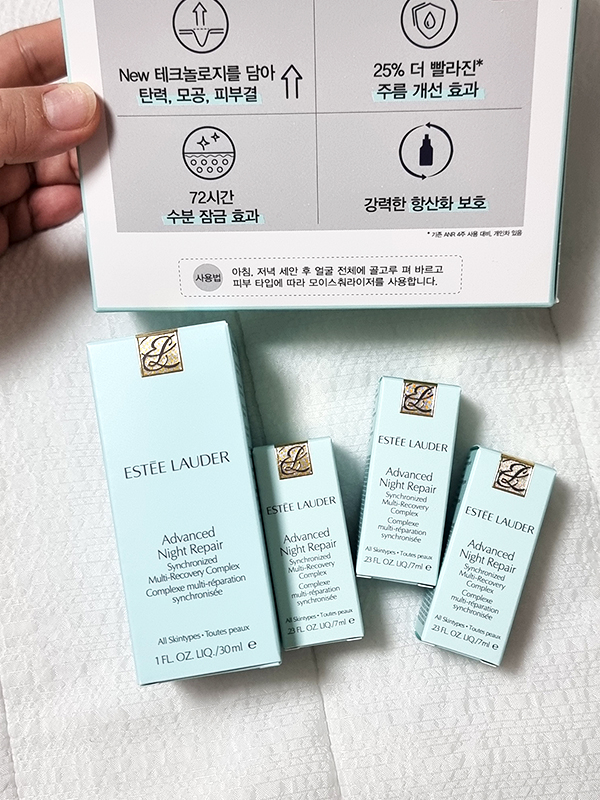 New 테크놀로지를 담아
탄력, 모공, 피부결
25% 더 빨라진*
주름 개선 효과
72시간
수분 잠금 효과
강력한 항산화 보호
* 기존 ANR 4주 사용 대비, 개인차 있음
사용법
아침, 저녁 세안 후 얼굴 전체에 골고루 펴 바르고
피부 타입에 따라 모이스춰라이저를 사용합니다.
ESTĒE LAUDER
Advanced
Night Repair
Synchronized
Multi-Recovery Complex
Complexe multi-réparation
synchronisée
All Skintypes • Toutes peaux
1 FL. OZ. LIQ./30 ml e
ESTĒE LAUDER
Advanced
Night Repair
Synchronized
Multi-Recovery
Complex
Complexe
multi-réparation
synchronisée
All Skintypes • Toutes peaux
.23 FL. OZ. LIQ./7 ml e
ESTĒE LAUDER
Advanced
Night Repair
Synchronized
Multi-Recovery
Complex
Complexe
multi-réparation
synchronisée
All Skintypes • Toutes peaux
.23 FL. OZ. LIQ./7 ml e
ESTĒE LAUDER
Advanced
Night Repair
Synchronized
Multi-Recovery
Complex
Complexe
multi-réparation
synchronisée
All Skintypes • Toutes peaux
.23 FL. OZ. LIQ./7 ml e